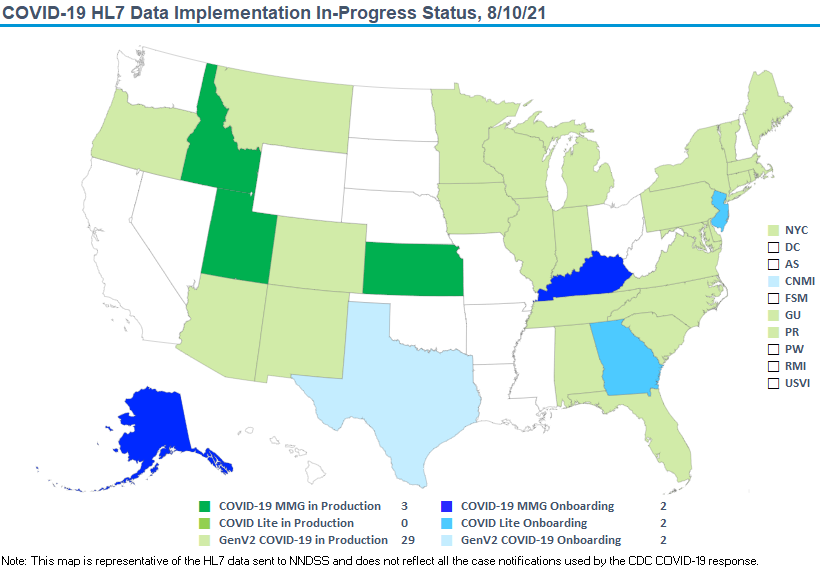 COVID-19 HL7 Data Implementation In-Progress Status, 8/10/21
NYC
DC
AS
CNMI
FSM
GU
PR
PW
RMI
USVI
COVID-19 MMG in Production 3
COVID-19 MMG Onboarding 2
COVID Lite in Production 0
COVID Lite Onboarding 2
GenV2 COVID-19 in Production 29
GenV2 COVID-19 Onboarding 2
Note: This map is representative of the HL7 data sent to NNDSS and does not reflect all the case notifications used by the CDC COVID-19 response.